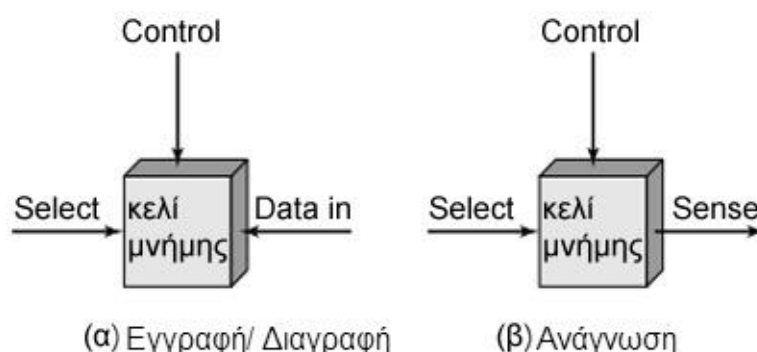 Control
Control
Select
κελί
μνήμης
Data in
Select
κελί
μνήμης
Sense
(α) Εγγραφή/ Διαγραφή
(β) Ανάγνωση